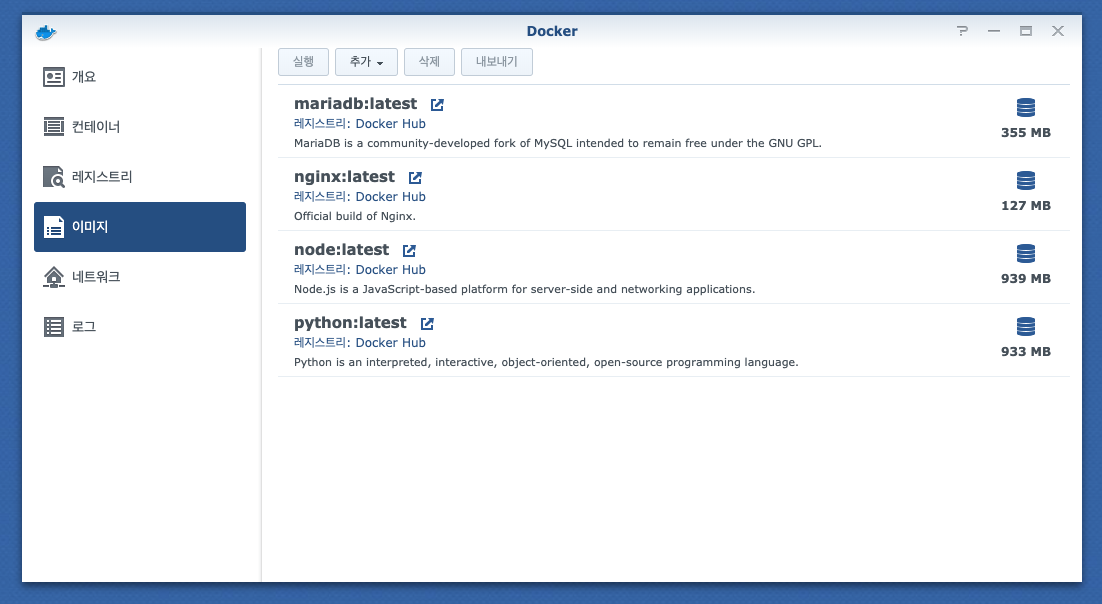 Docker
개요
컨테이너
레지스트리
이미지
네트워크
로그
실행 추가 삭제 내보내기
mariadb:latest
레지스트리: Docker Hub
MariaDB is a community-developed fork of MySQL intended to remain free under the GNU GPL.
355 MB
nginx:latest
레지스트리: Docker Hub
Official build of Nginx.
127 MB
node:latest
레지스트리: Docker Hub
Node.js is a JavaScript-based platform for server-side and networking applications.
939 MB
python:latest
레지스트리: Docker Hub
Python is an interpreted, interactive, object-oriented, open-source programming language.
933 MB